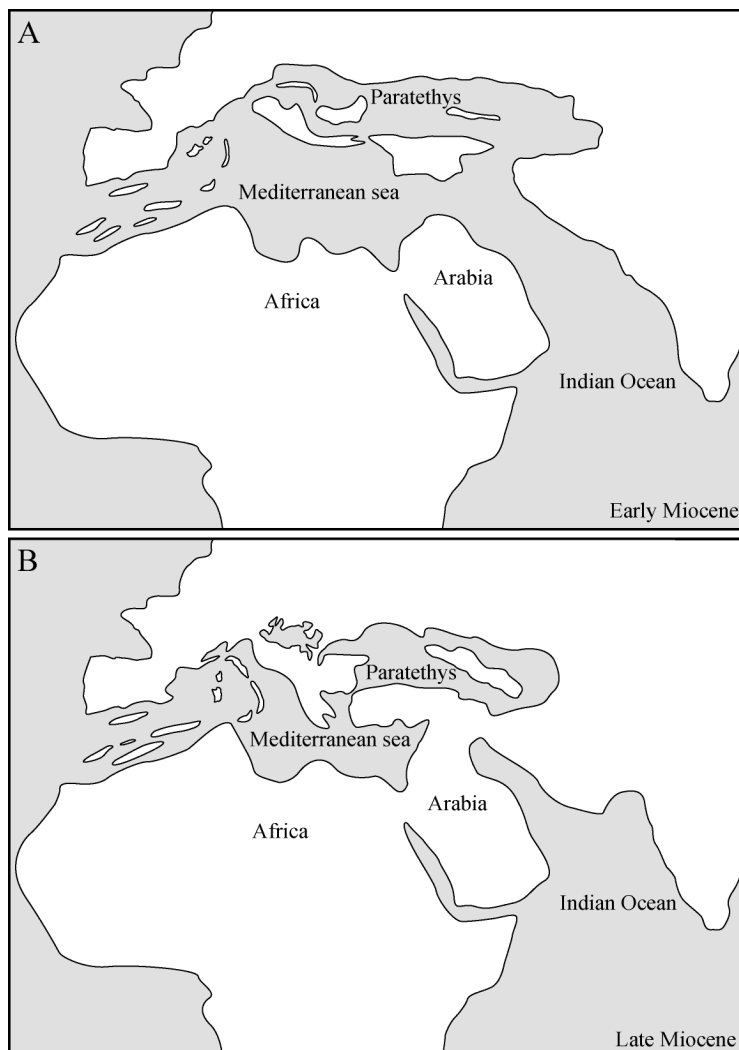 A
Paratethys
Mediterranean sea
Arabia
Africa
Indian Ocean
Early Miocene
B
Paratethys
Mediterranean sea
Arabia
Africa
Indian Ocean
Late Miocene